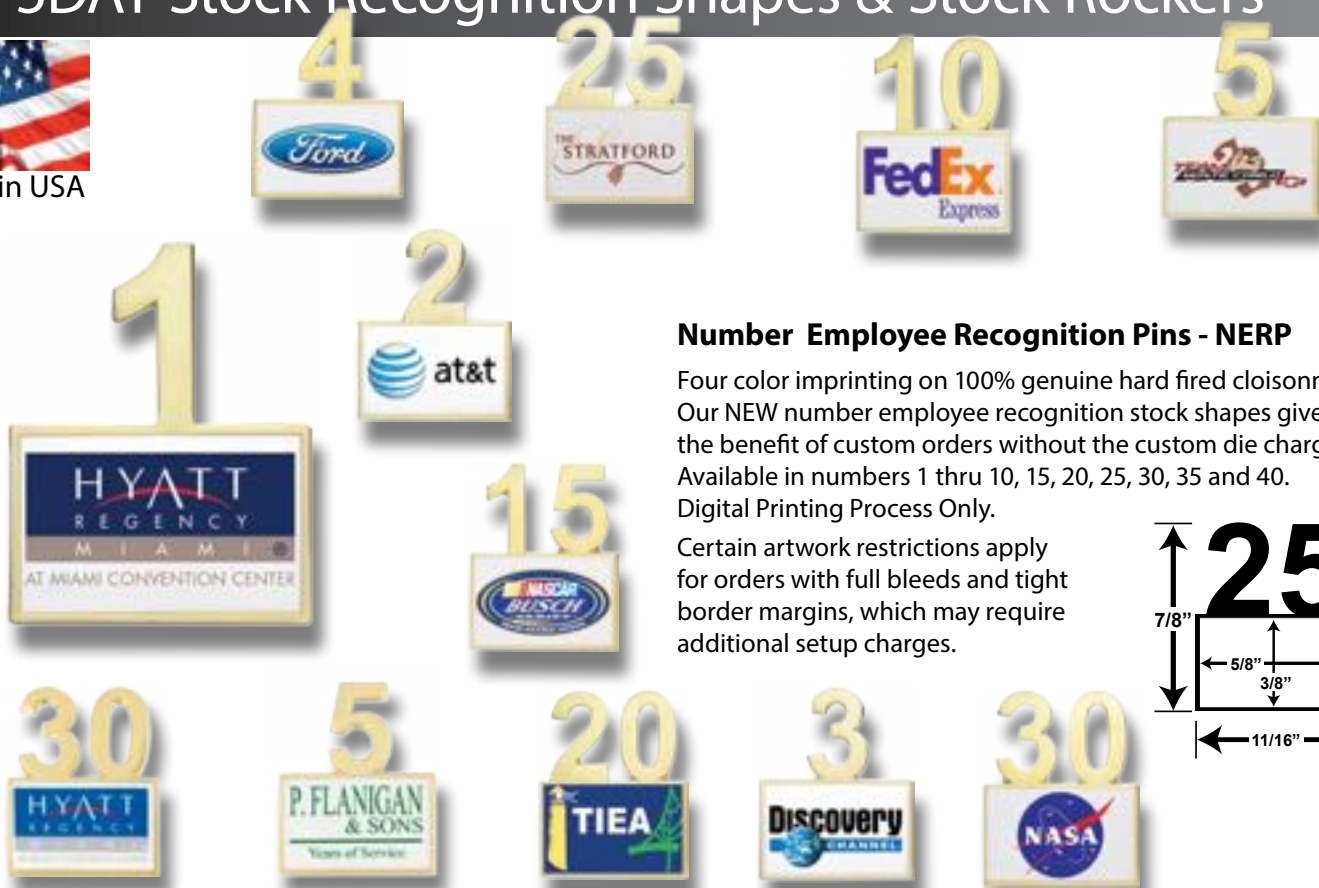 5DAY Stock Recognition Shapes & Stock Rockers
in USA
4
Ford
25
THE
STRATFORD
10
FedEx
Express
5
TEAM
1
HYATT
REGENCY
MIAMI
AT MIAMI CONVENTION CENTER
2
at&t
15
NASCAR
BUSCH
SERIES
Number Employee Recognition Pins - NERP
Four color imprinting on 100% genuine hard fired cloisonn
Our NEW number employee recognition stock shapes give
the benefit of custom orders without the custom die charg
Available in numbers 1 thru 10, 15, 20, 25, 30, 35 and 40.
Digital Printing Process Only.
Certain artwork restrictions apply
for orders with full bleeds and tight
border margins, which may require
additional setup charges.
25
7/8”
5/8”
3/8”
11/16”
30
HYATT
REGENCY
5
P. FLANIGAN
& SONS
Years of Service
20
TIEA
3
DISCOVERY
CHANNEL
30
NASA